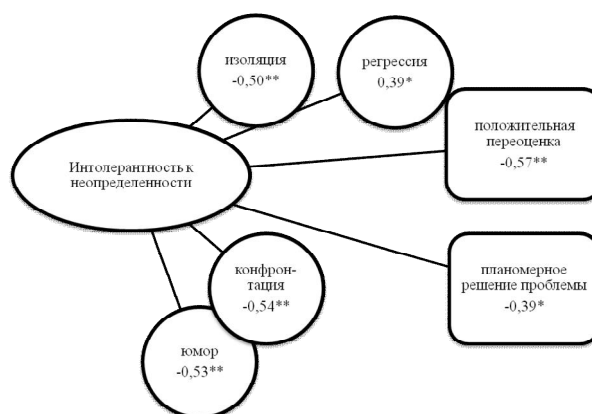 изоляция
-0,50**
регрессия
0,39*
положительная
переоценка
-0,57**
Интолерантность к
неопределенности
конфрон-
тация
-0,54**
планомерное
решение проблемы
-0,39*
юмор
-0,53**